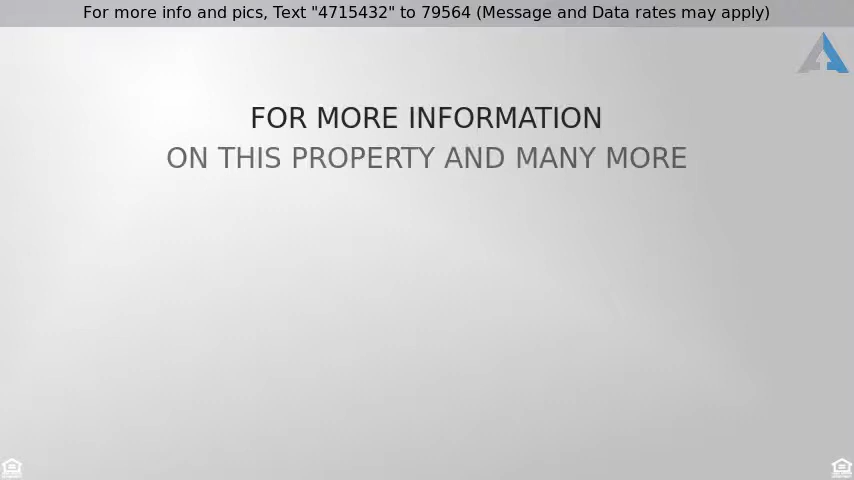 For more info and pics, Text "4715432" to 79564 (Message and Data rates may apply)
FOR MORE INFORMATION
ON THIS PROPERTY AND MANY MORE